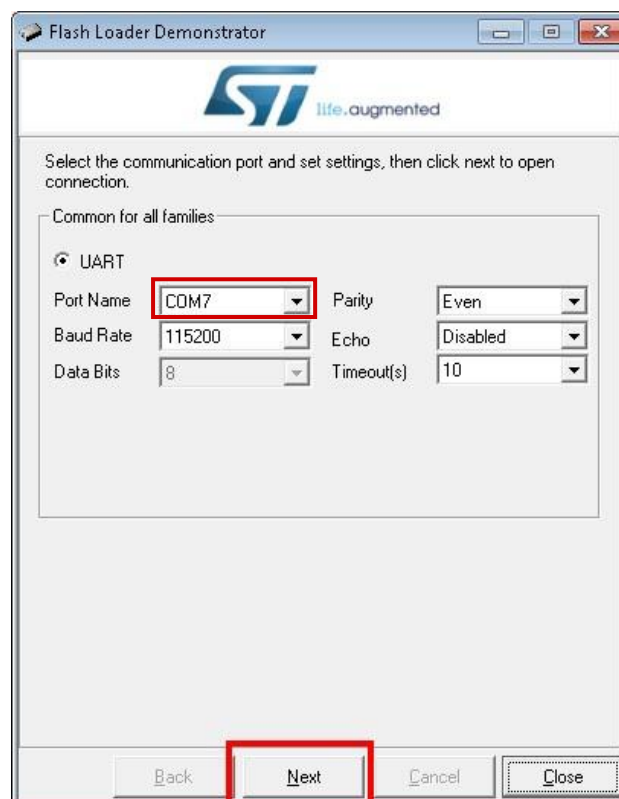 Flash Loader Demonstrator
ST
life.augmented
Select the communication port and set settings, then click next to open
connection.
Common for all families
UART
Port Name COM7 Parity Even
Baud Rate 115200 Echo Disabled
Data Bits 8 Timeout(s) 10
Back Next Cancel Close